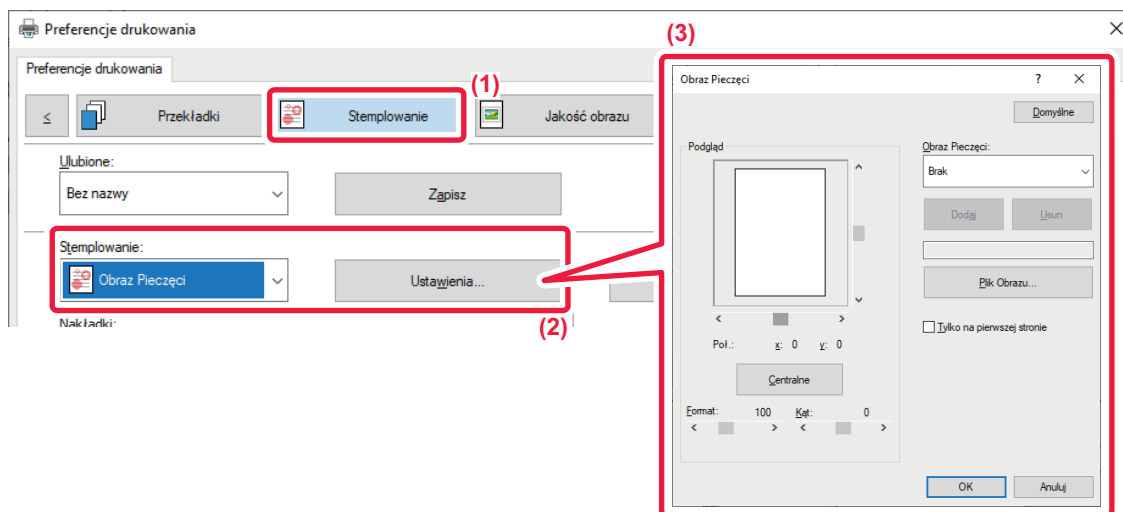 Preferencje drukowania
Preferencje drukowania
(1)
≤ Przekładki Stemplowanie Jakość obrazu
Ulubione:
Bez nazwy Zapisz
Stemplowanie:
Obraz Pieczęci Ustawienia...
(2)
Nakładki:
(3)
Obraz Pieczęci ? ×
Domyślne
Podgląd
Obraz Pieczęci:
Brak
Dodaj Usun
Plik Obrazu...
Tylko na pierwszej stronie
Poł.: x: 0 y: 0
Centralne
Format: 100 Kąt: 0
OK Anuluj